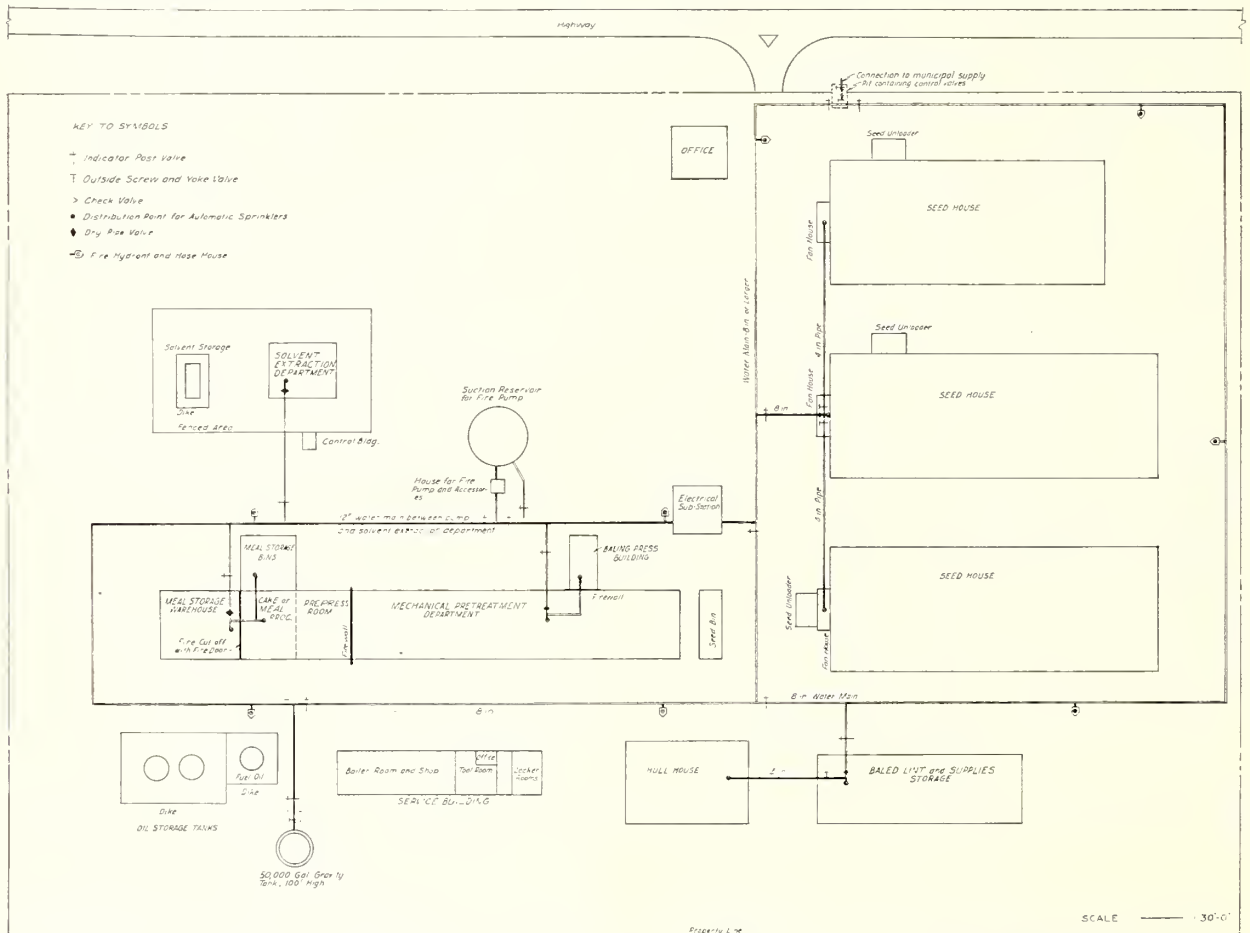 Highway
Connection to municipal supply
Pit containing control valves
KEY TO SYMBOLS
Indicator Post Valve
Outside Screw and Yoke Valve
Check Valve
Distribution Point for Automatic Sprinklers
Dry Pipe Valve
Fire Hydrant and Hose House
OFFICE
Seed Unloader
SEED HOUSE
Fan House
Water Main-8 in or Larger
4 in Pipe
Seed Unloader
SEED HOUSE
Fan House
8 in
Solvent Storage
SOLVENT
EXTRACTION
DEPARTMENT
Dike
Fenced Area
Control Bldg.
Suction Reservoir
for Fire Pump
House for Fire
Pump and Accessor-
es
Electrical
Sub-Station
12" water main between pump
and solvent extraction department
Pipe
MEAL STORAGE
BINS
BALING PRESS
BUILDING
SEED HOUSE
MEAL STORAGE
WAREHOUSE
CAKE or
MEAL
PROC.
PREPRESS
ROOM
MECHANICAL PRETREATMENT
DEPARTMENT
Firewall
Seed Unloader
Seed Bin
Fire Cut off
with Fire Door
Firewall
Fan House
8 in Water Main
8 in
Fuel Oil
Dike
Dike
OIL STORAGE TANKS
Boiler Room and Shop
Tool Room
Office
Locker
Rooms
SERVICE BUILDING
HULL HOUSE
BALED LINT and SUPPLIES
STORAGE
50,000 Gal Gravity
Tank, 100' High
SCALE
30'-0"
Property Line